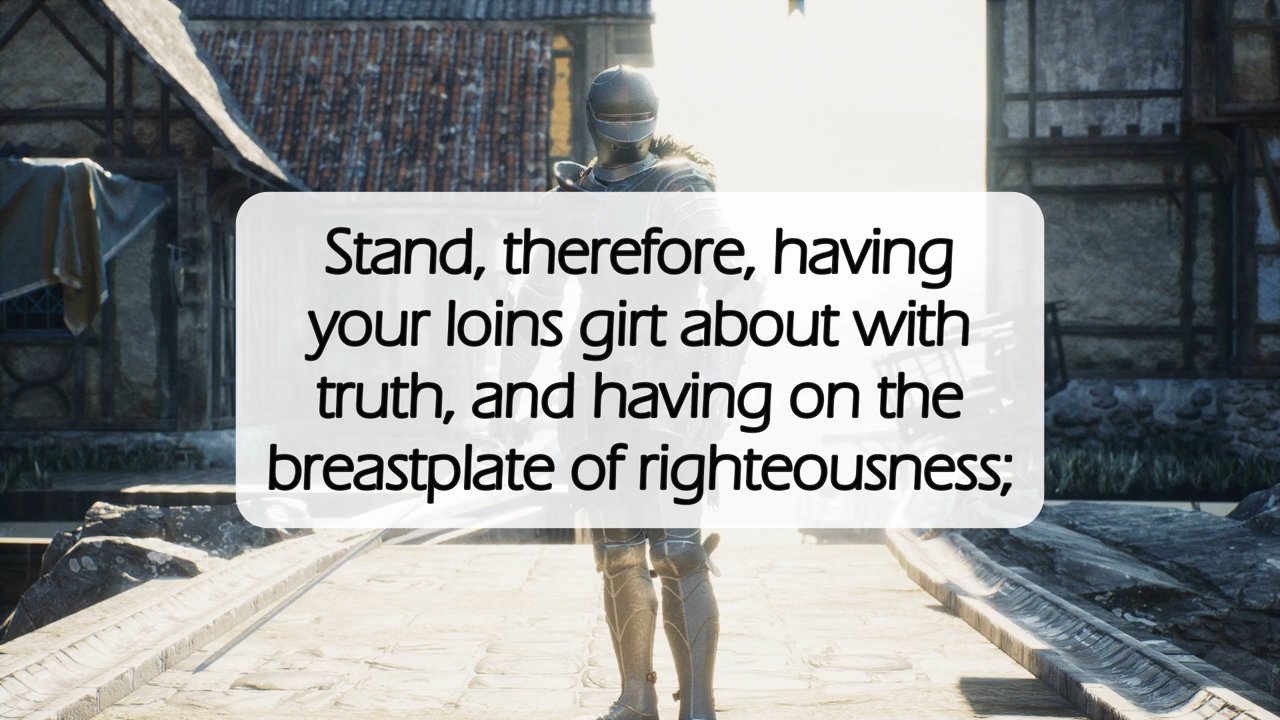 Stand, therefore, having
your loins girt about with
truth, and having on the
breastplate of righteousness;